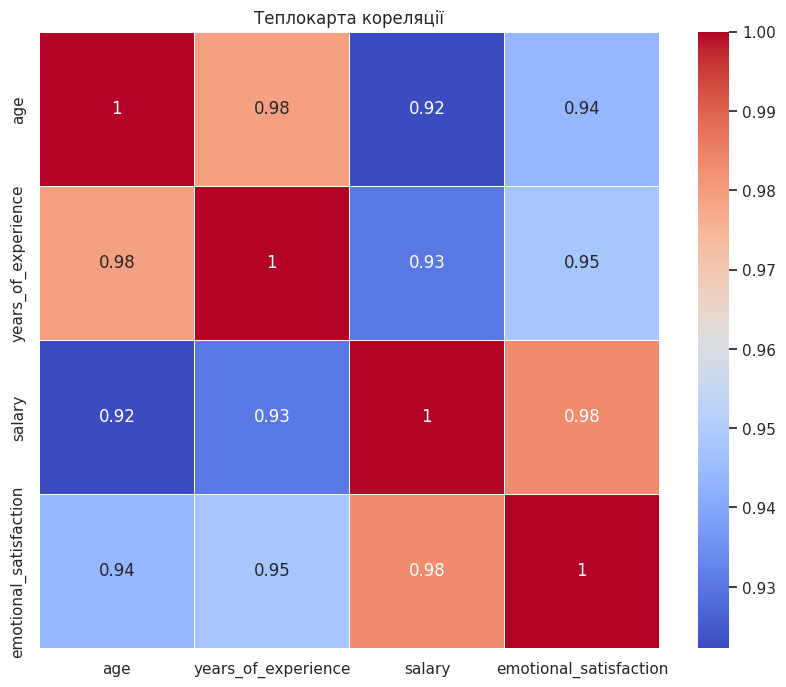 Теплокарта кореляції
age
1
0.98
0.92
0.94
years_of_experience
0.98
1
0.93
0.95
salary
0.92
0.93
1
0.98
emotional_satisfaction
0.94
0.95
0.98
1
age
years_of_experience
salary
emotional_satisfaction
1.00
0.99
0.98
0.97
0.96
0.95
0.94
0.93